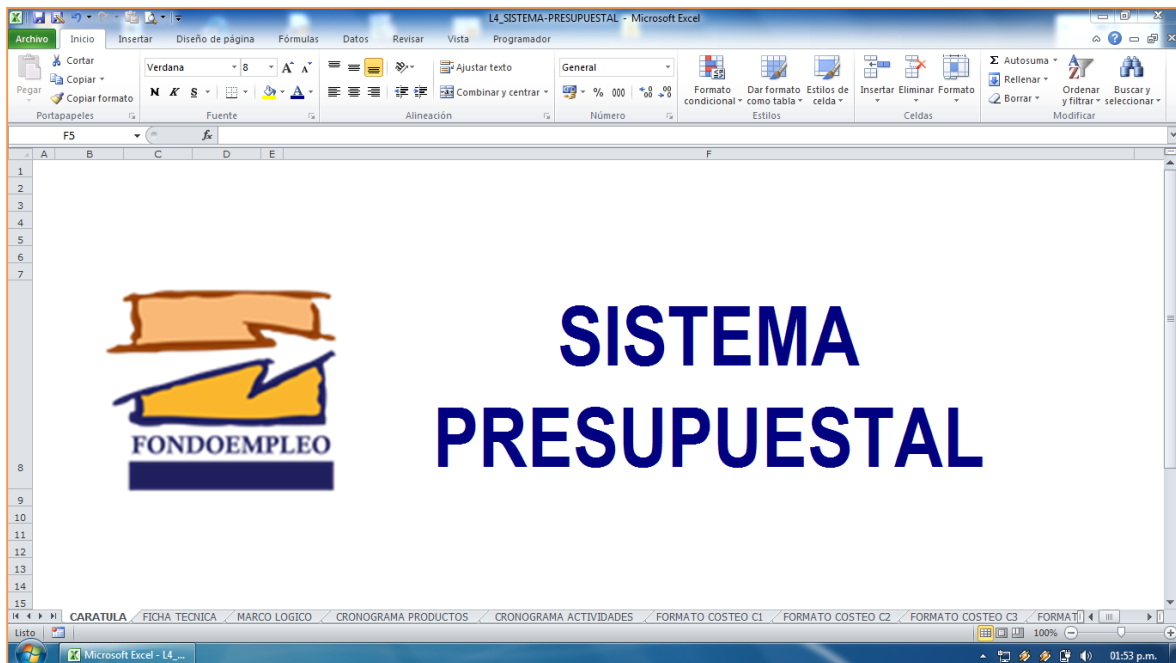 L4_SISTEMA-PRESUPUESTAL - Microsoft Excel
Archivo Inicio Insertar Diseño de página Fórmulas Datos Revisar Vista Programador
Pegar
Cortar
Copiar
Copiar formato
Portapapeles
Verdana 8
N K S
Fuente
Ajustar texto
Combinar y centrar
Alineación
General
% 000
Número
Formato condicional
Dar formato como tabla
Estilos de celda
Estilos
Insertar Eliminar Formato
Celdas
Σ Autosuma
Rellenar
Borrar
Ordenar y filtrar
Buscar y seleccionar
Modificar
F5 fx
A B C D E F
1
2
3
4
5
6
7
8
9
10
11
12
13
14
15
FONDOEMPLEO
SISTEMA
PRESUPUESTAL
CARATULA FICHA TECNICA MARCO LOGICO CRONOGRAMA PRODUCTOS CRONOGRAMA ACTIVIDADES FORMATO COSTEO C1 FORMATO COSTEO C2 FORMATO COSTEO C3 FORMAT
Listo 100%
Microsoft Excel - L4_... 01:53 p.m.